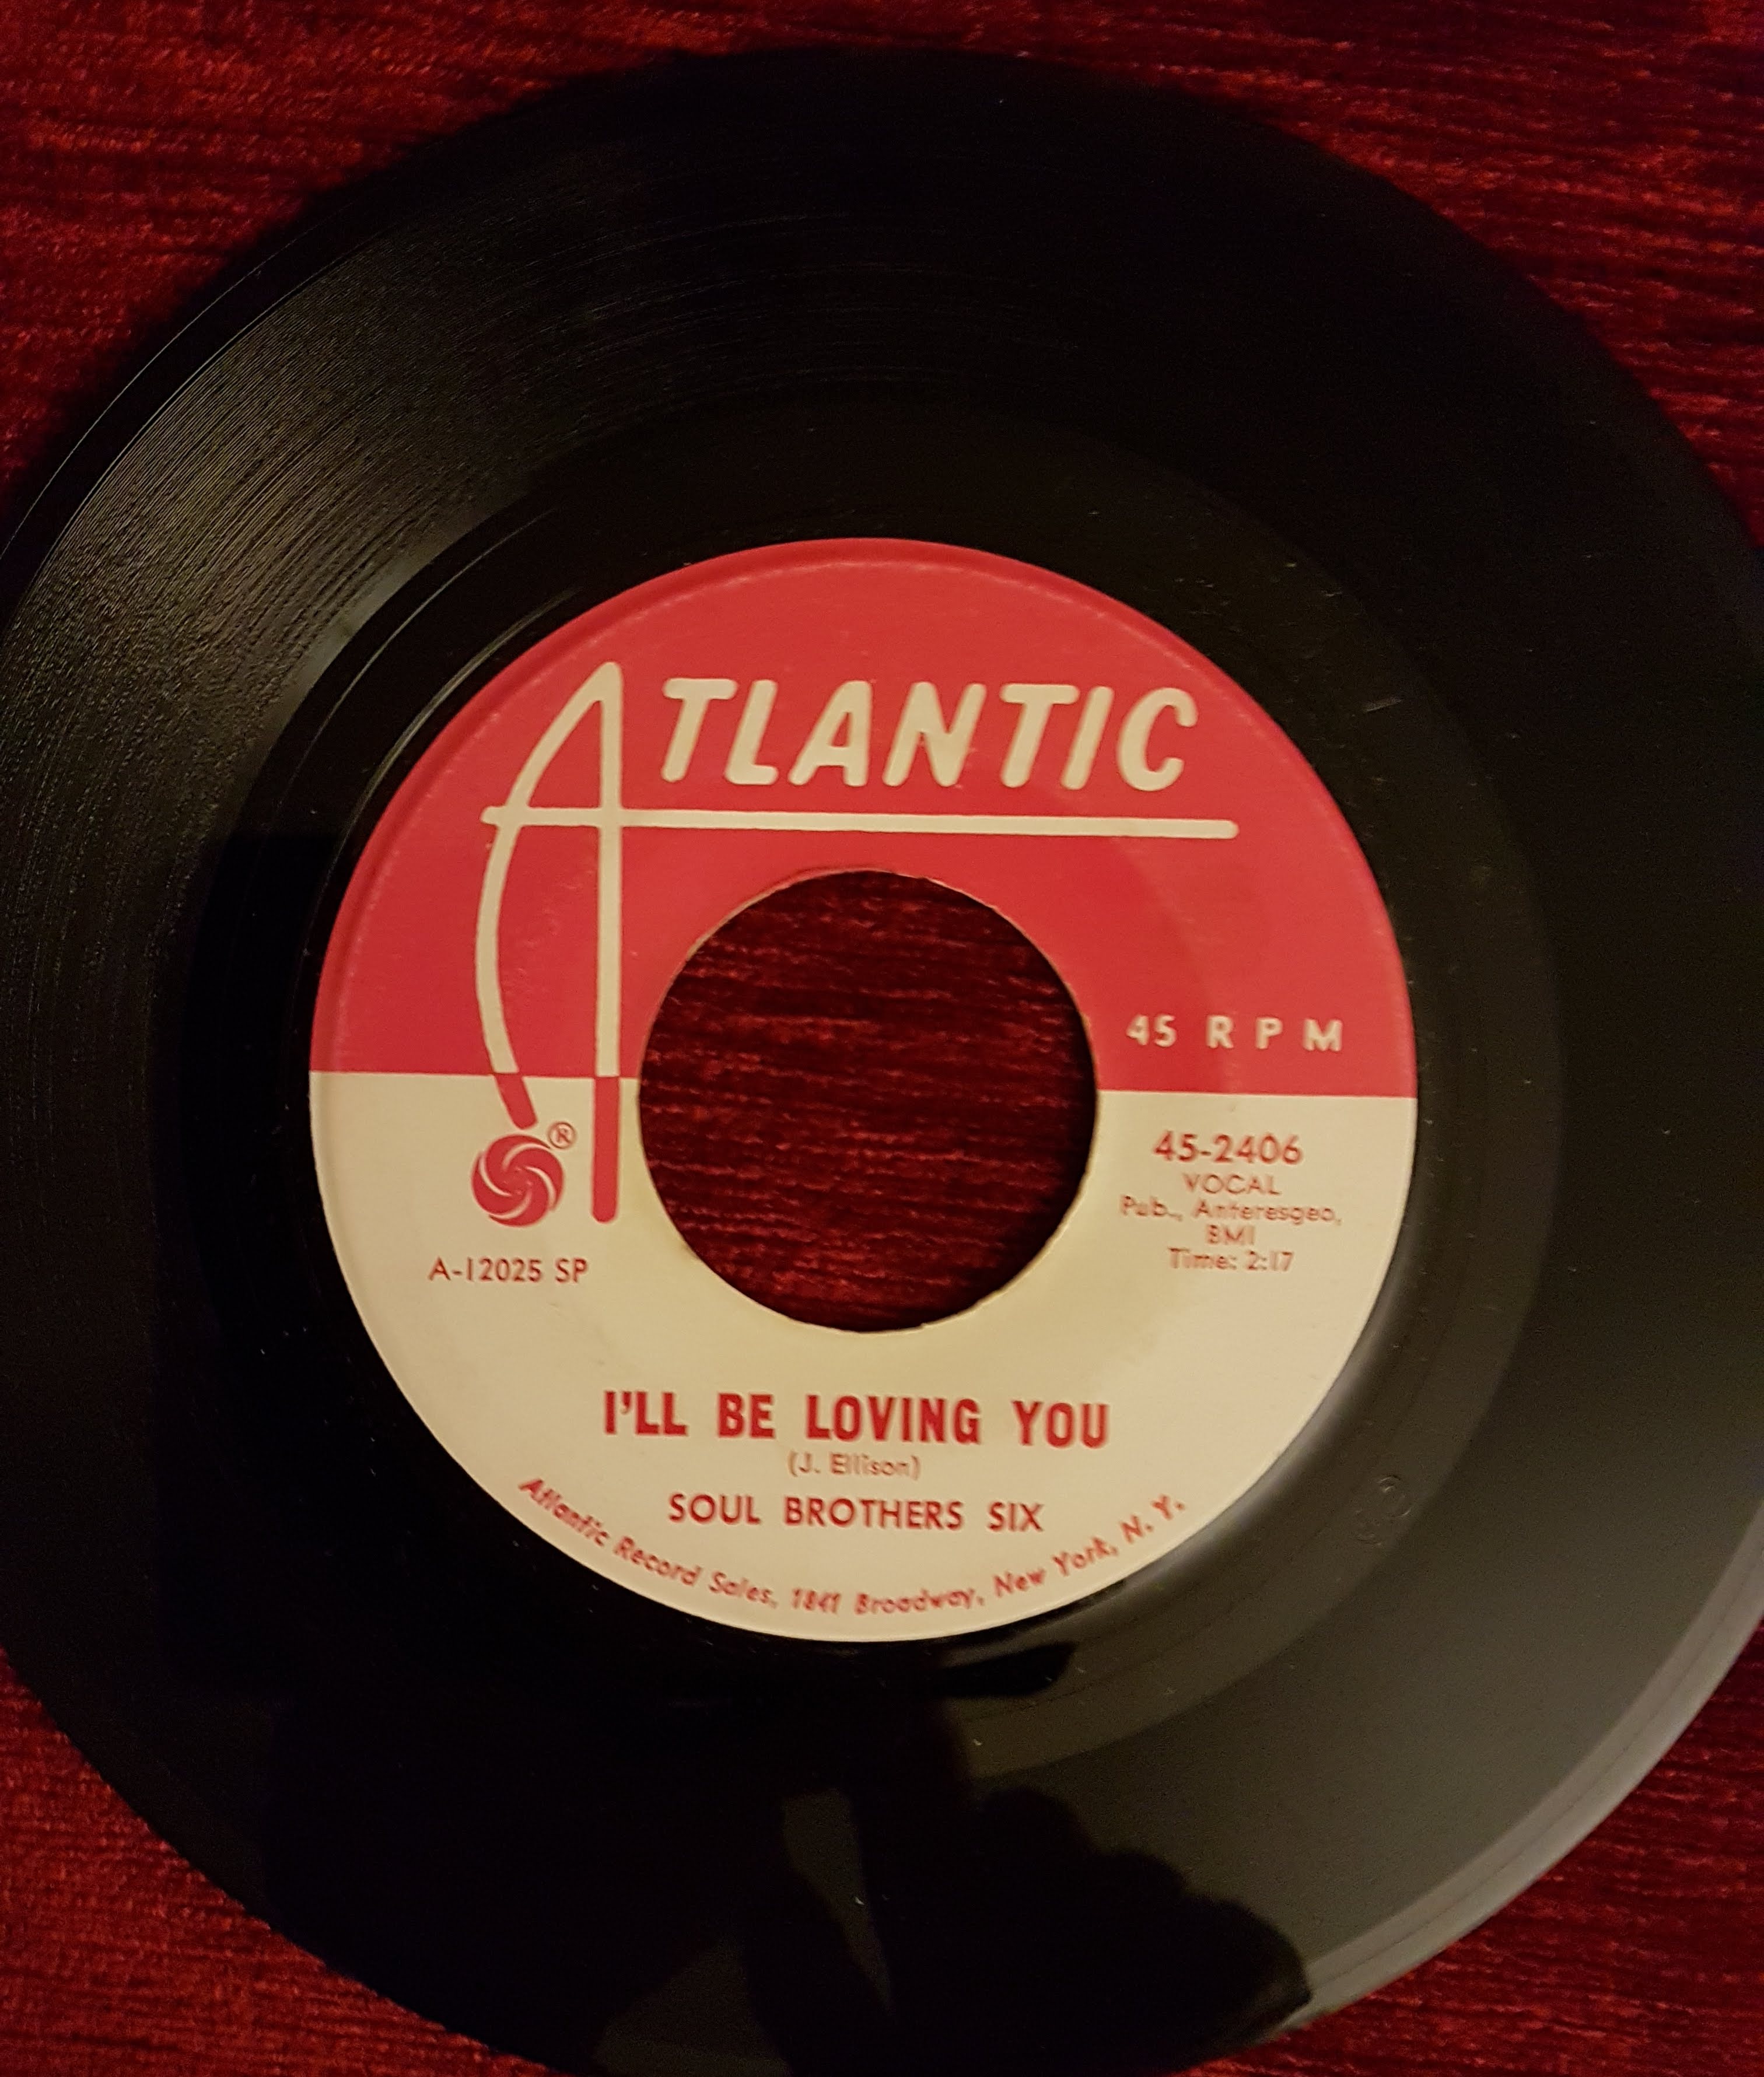 ATLANTIC
45 RPM
®
A-12025 SP
45-2406
VOCAL
Pub., Anteresgeo,
BMI
Time: 2:17
I'LL BE LOVING YOU
(J. Ellison)
SOUL BROTHERS SIX
Atlantic Record Sales, 1841 Broadway, New York, N. Y.